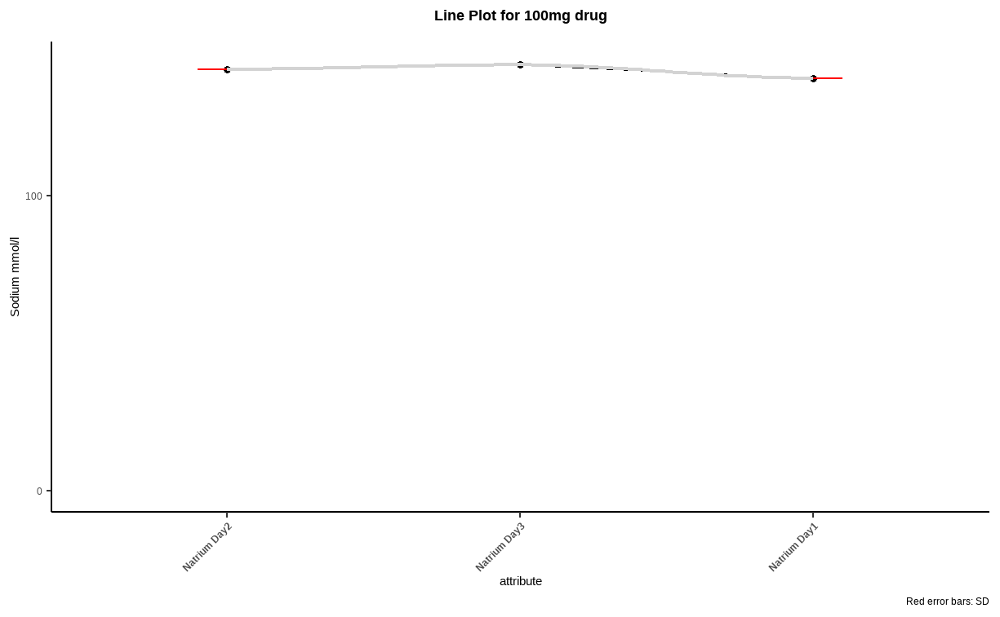 Line Plot for 100mg drug
Sodium mmol/l
100
0
Natrium Day2
Natrium Day3
Natrium Day1
attribute
Red error bars: SD